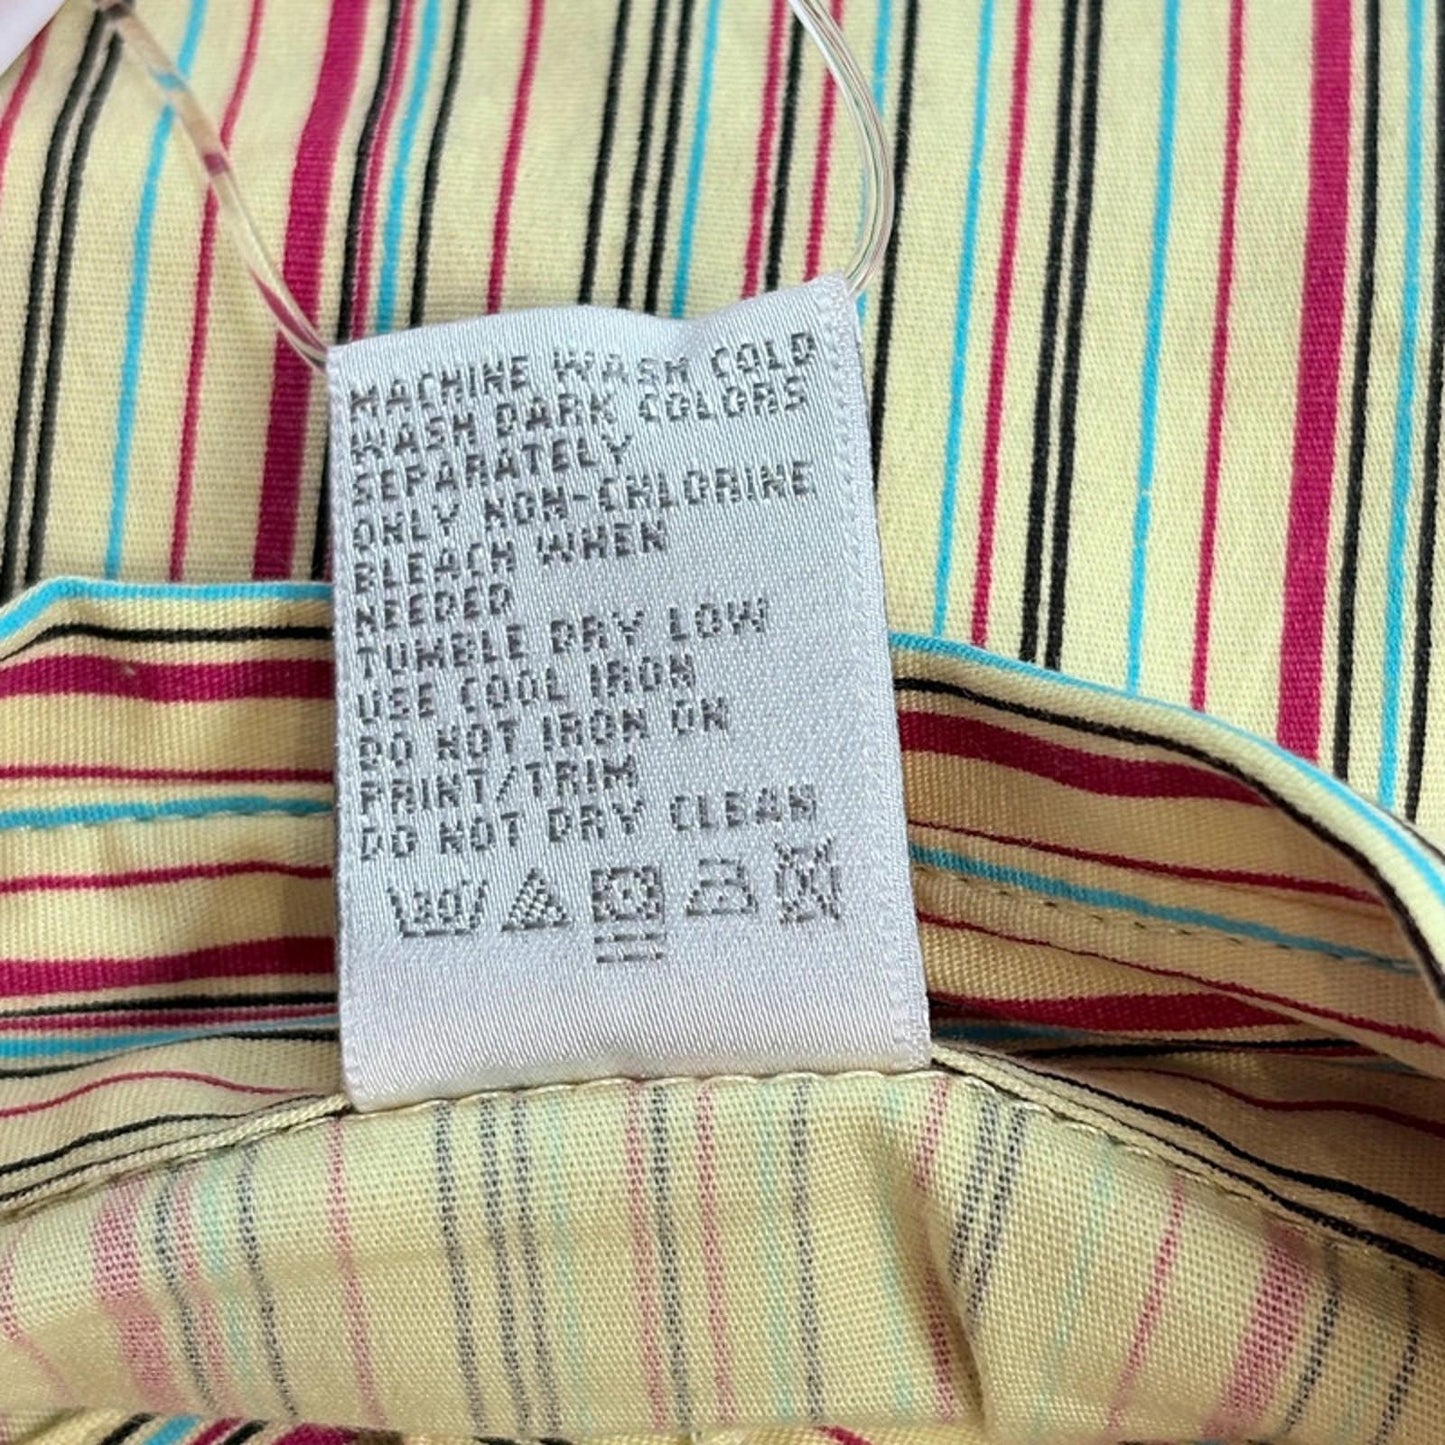 MACHINE WASH COLD
WASH DARK COLORS
SEPARATELY
ONLY NON-CHLORINE
BLEACH WHEN
NEEDED
TUMBLE DRY LOW
USE COOL IRON
DO NOT IRON ON
PRINT/TRIM
DO NOT DRY CLEAN
30